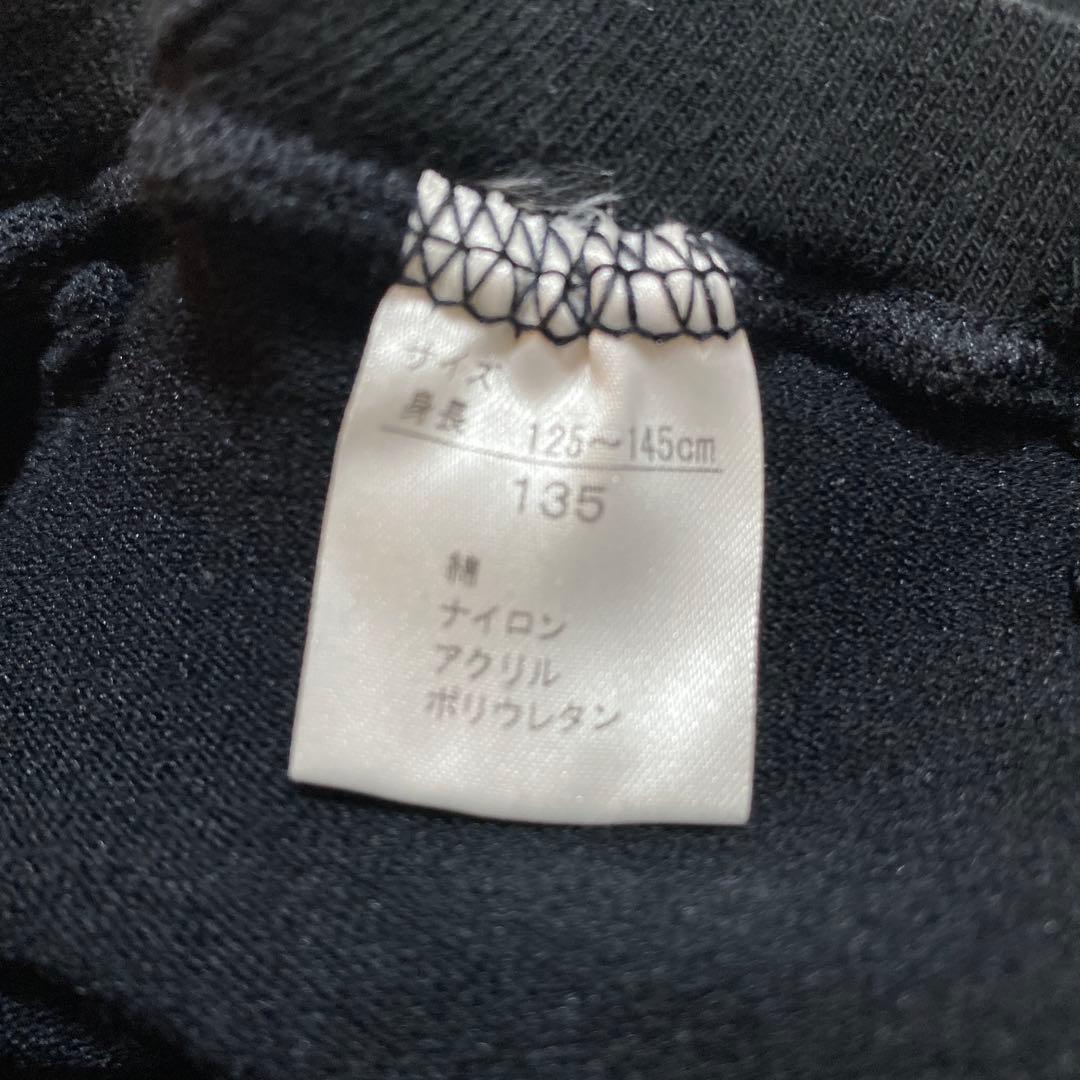 サイズ
身長 125～145cm
135
綿
ナイロン
アクリル
ポリウレタン